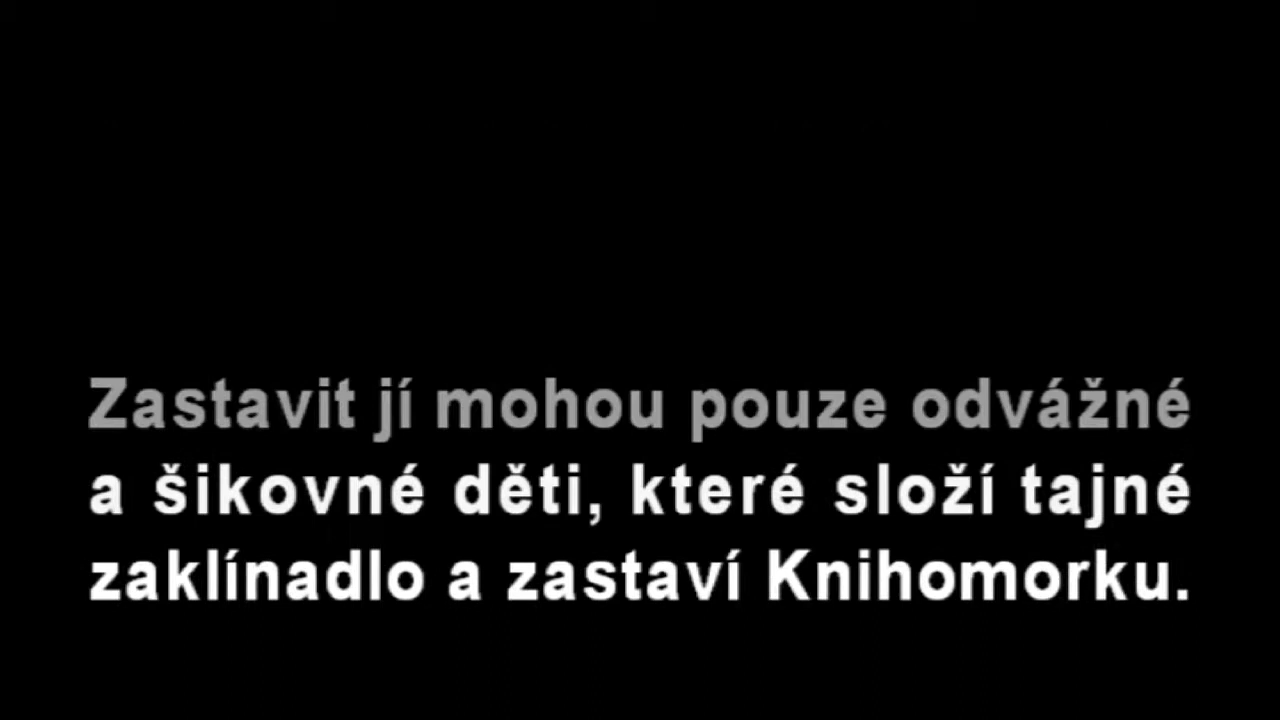 Zastavit jí mohou pouze odvážné
a šikovné děti, které složí tajné
zaklínadlo a zastaví Knihomorku.